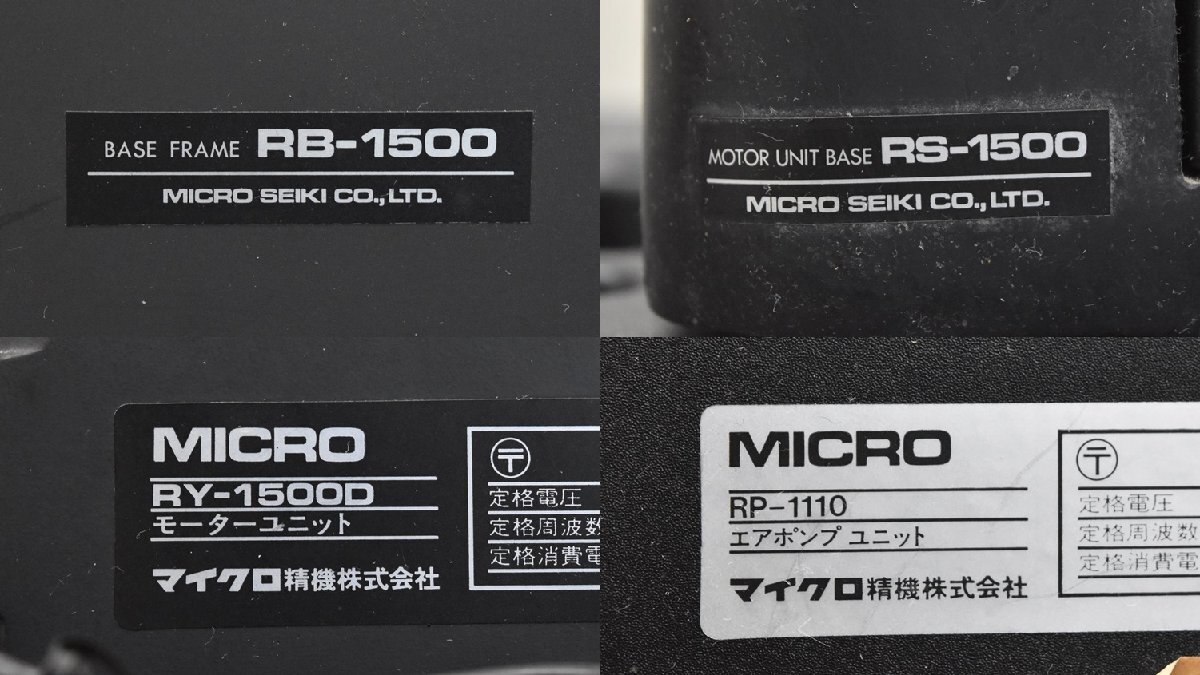 BASE FRAME RB-1500
MICRO SEIKI CO.,LTD.
MOTOR UNIT BASE RS-1500
MICRO SEIKI CO.,LTD.
MICRO
RY-1500D
モーターユニット
マイクロ精機株式会社
〒
定格電圧
定格周波数
定格消費電
MICRO
RP-1110
エアポンプ ユニット
マイクロ精機株式会社
〒
定格電圧
定格周波数
定格消費電